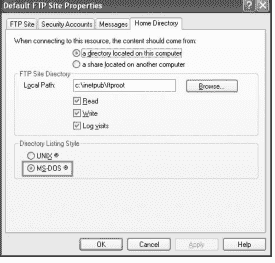 Default FTP Site Properties
FTP Site Security Accounts Messages Home Directory
When connecting to this resource, the content should come from:
a directory located on this computer
a share located on another computer
FTP Site Directory
Local Path: c:\inetpub\ftproot Browse...
Read
Write
Log visits
Directory Listing Style
UNIX ®
MS-DOS ®
OK Cancel Apply Help